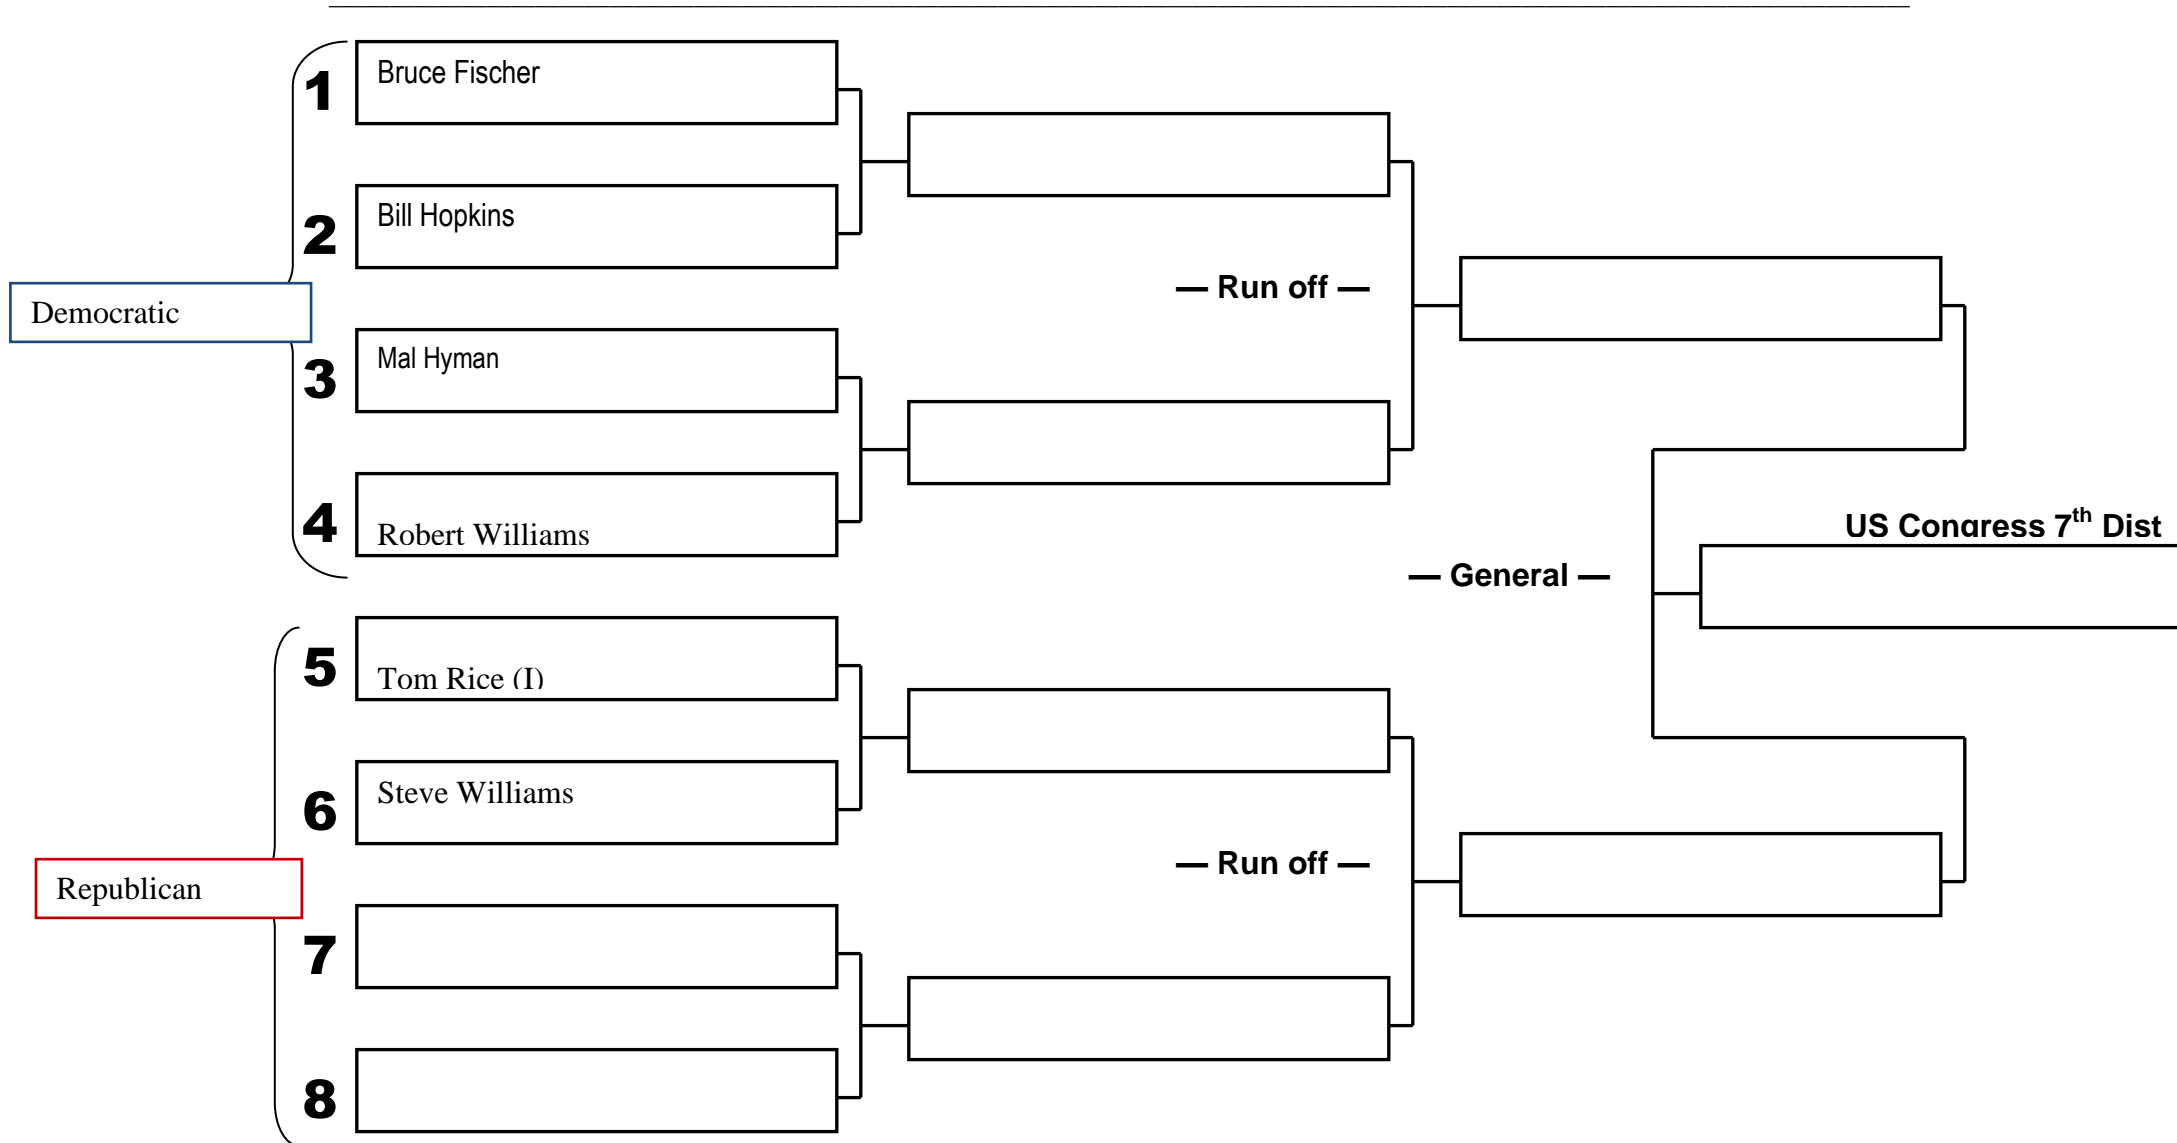 1
Bruce Fischer
2
Bill Hopkins
— Run off —
Democratic
3
Mal Hyman
4
Robert Williams
US Congress 7th Dist
— General —
5
Tom Rice (I)
6
Steve Williams
— Run off —
Republican
7
8